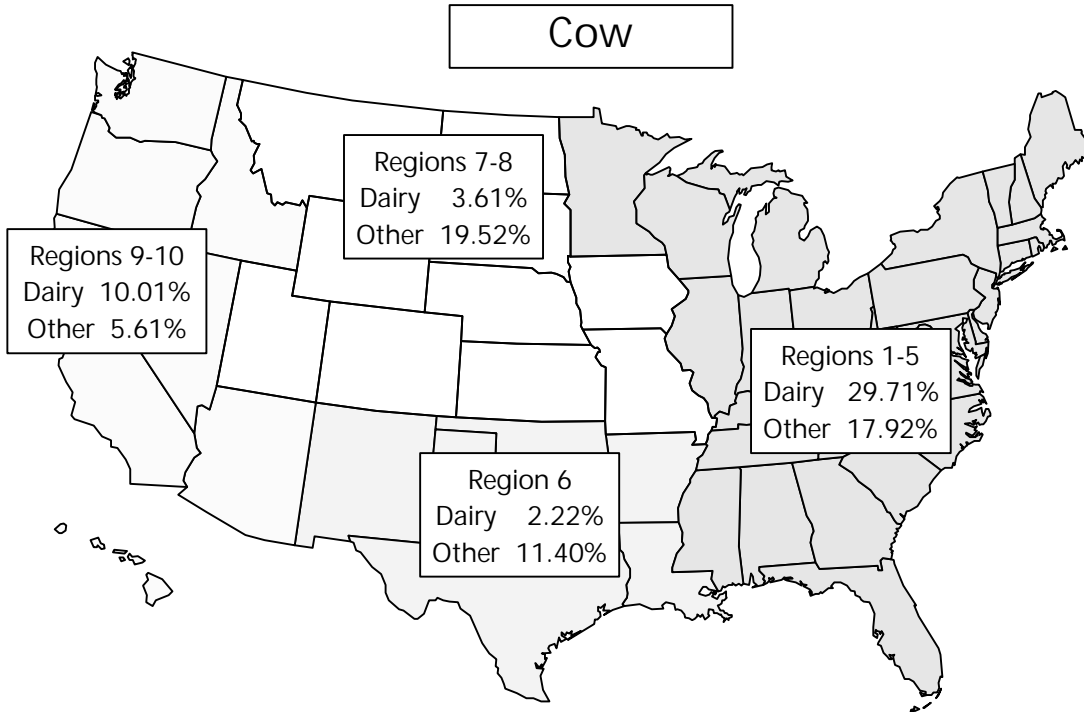 Cow
Regions 7-8
Dairy 3.61%
Other 19.52%
Regions 9-10
Dairy 10.01%
Other 5.61%
Regions 1-5
Dairy 29.71%
Other 17.92%
Region 6
Dairy 2.22%
Other 11.40%